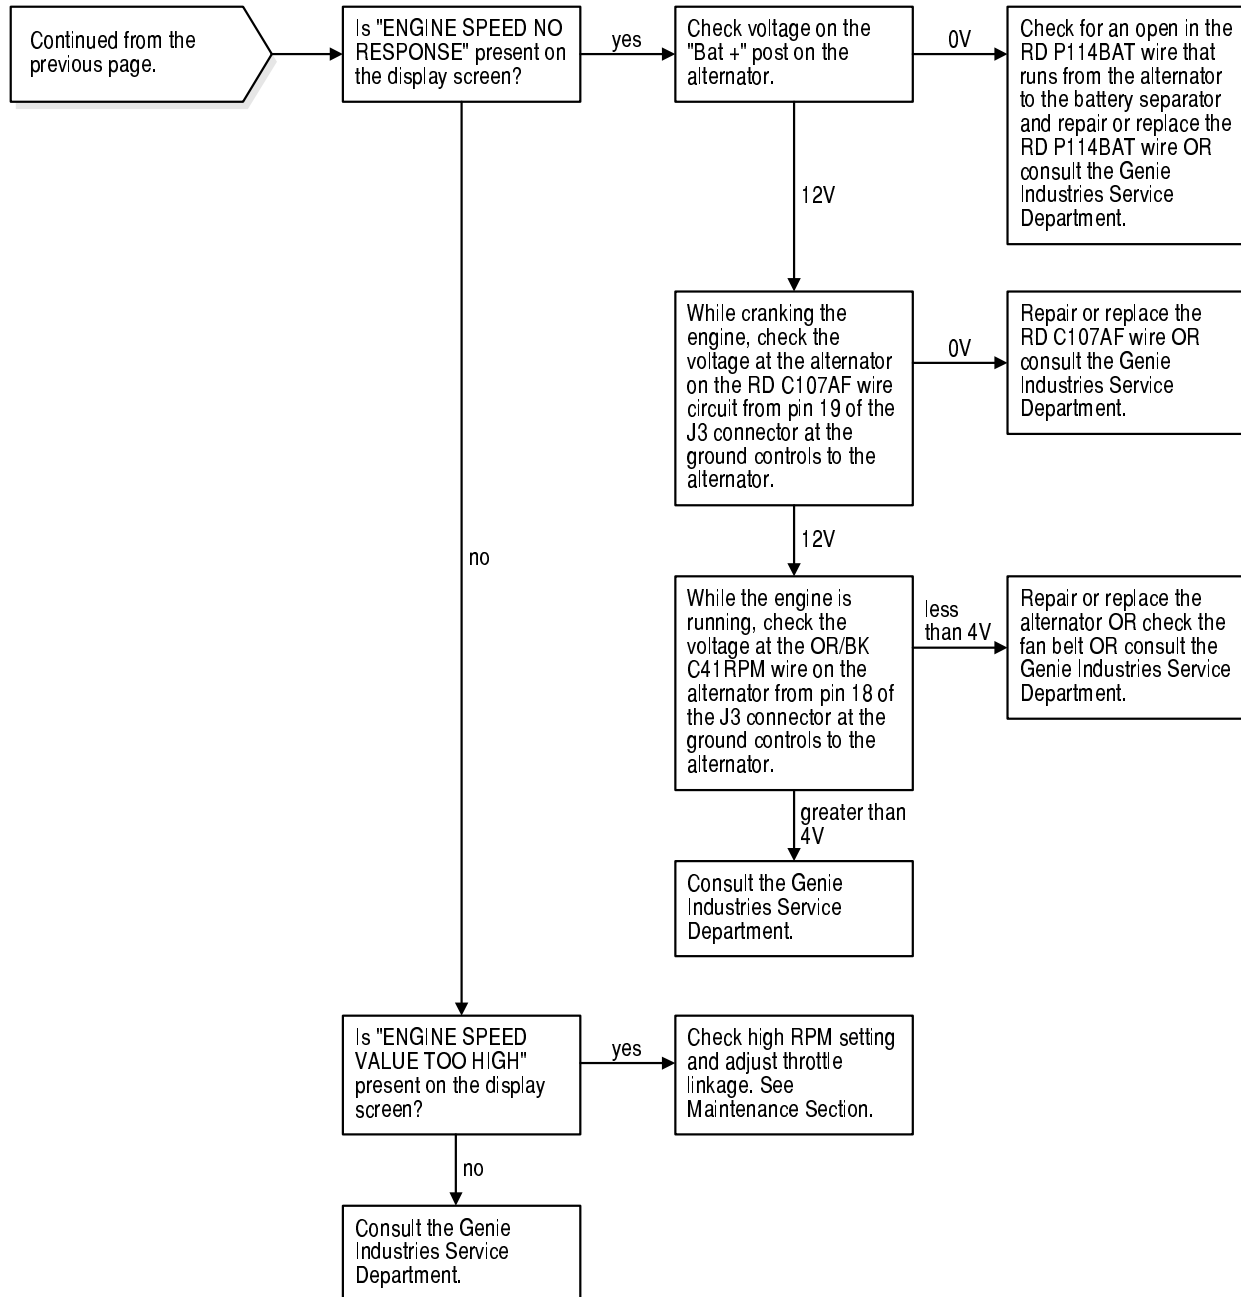 Continued from the
previous page.
Is "ENGINE SPEED NO
RESPONSE" present on
the display screen?
yes
Check voltage on the
"Bat +" post on the
alternator.
0V
Check for an open in the
RD P114BAT wire that
runs from the alternator
to the battery separator
and repair or replace the
RD P114BAT wire OR
consult the Genie
Industries Service
Department.
12V
While cranking the
engine, check the
voltage at the alternator
on the RD C107AF wire
circuit from pin 19 of the
J3 connector at the
ground controls to the
alternator.
0V
Repair or replace the
RD C107AF wire OR
consult the Genie
Industries Service
Department.
12V
no
While the engine is
running, check the
voltage at the OR/BK
C41RPM wire on the
alternator from pin 18 of
the J3 connector at the
ground controls to the
alternator.
less
than 4V
Repair or replace the
alternator OR check the
fan belt OR consult the
Genie Industries Service
Department.
greater than
4V
Consult the Genie
Industries Service
Department.
Is "ENGINE SPEED
VALUE TOO HIGH"
present on the display
screen?
yes
Check high RPM setting
and adjust throttle
linkage. See
Maintenance Section.
no
Consult the Genie
Industries Service
Department.